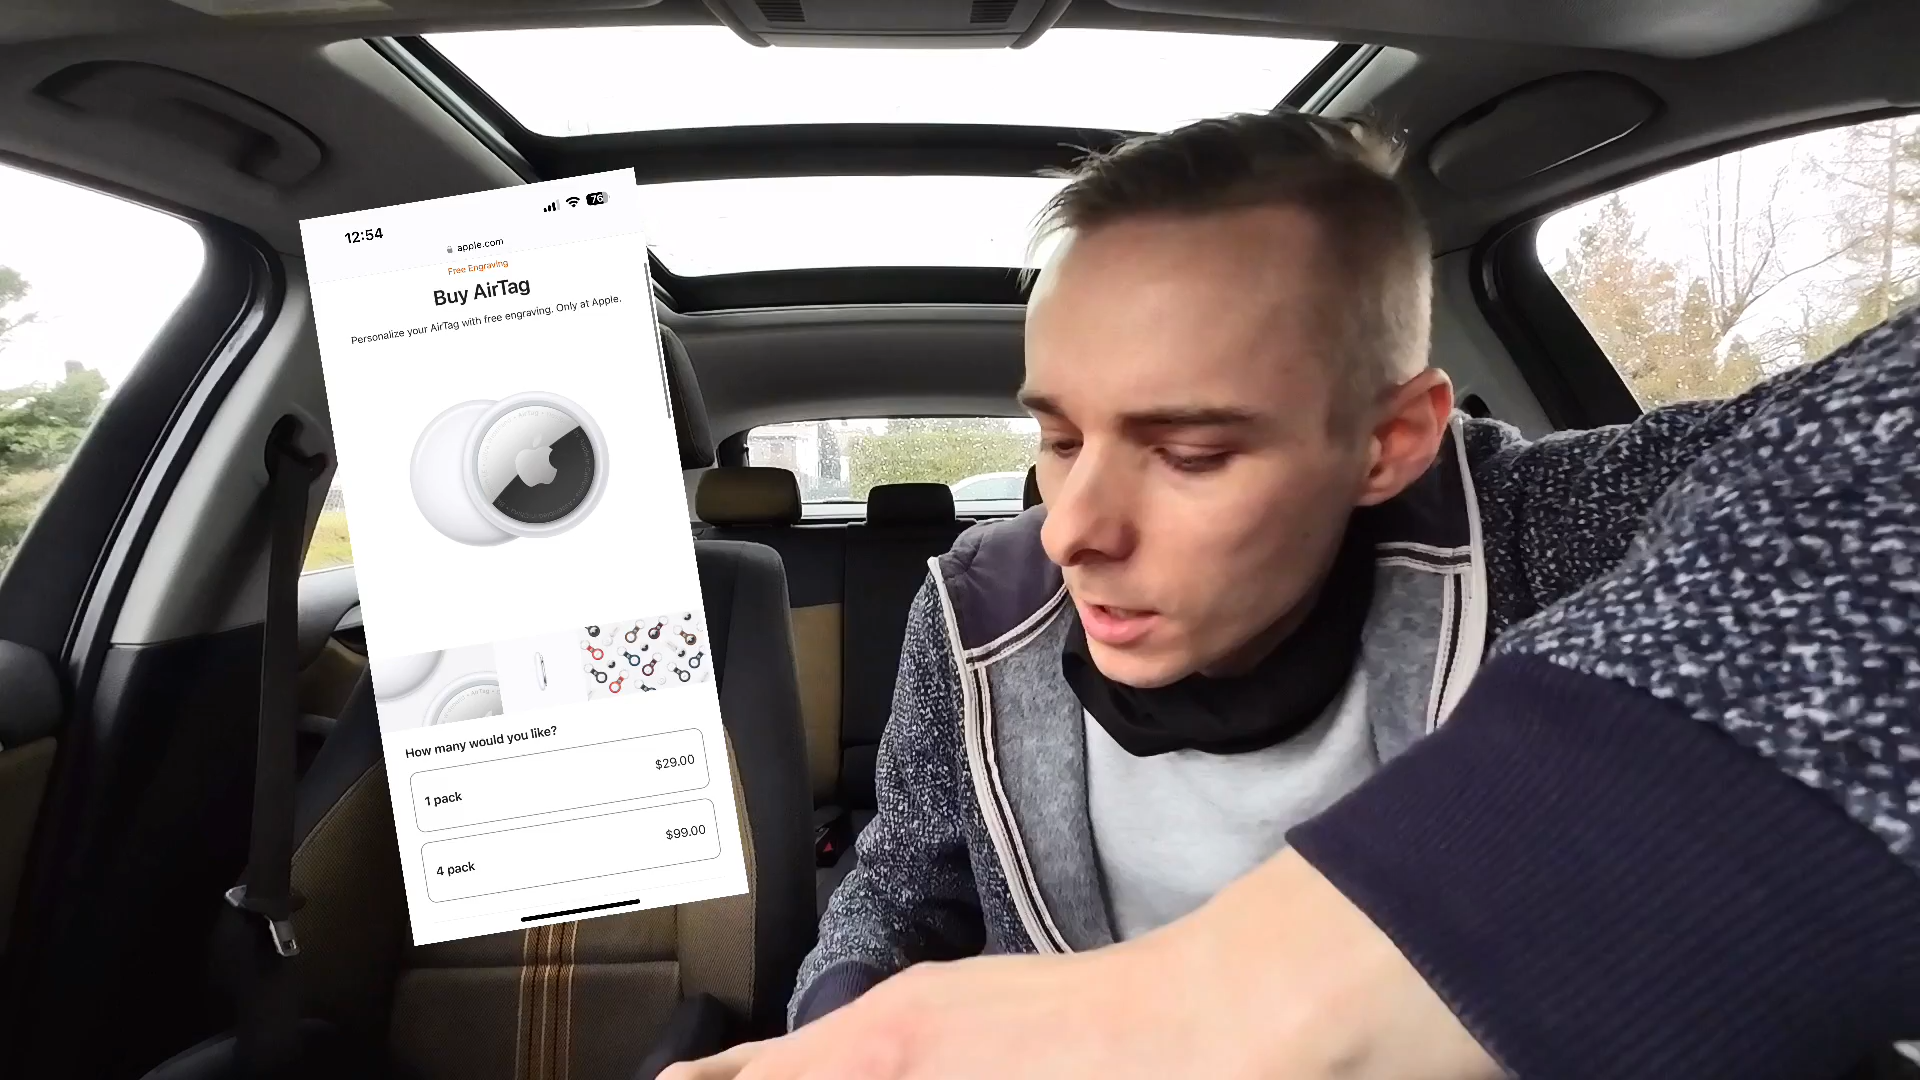 12:54
76
apple.com
Free Engraving
Buy AirTag
Personalize your AirTag with free engraving. Only at Apple.
How many would you like?
$29.00
1 pack
$99.00
4 pack